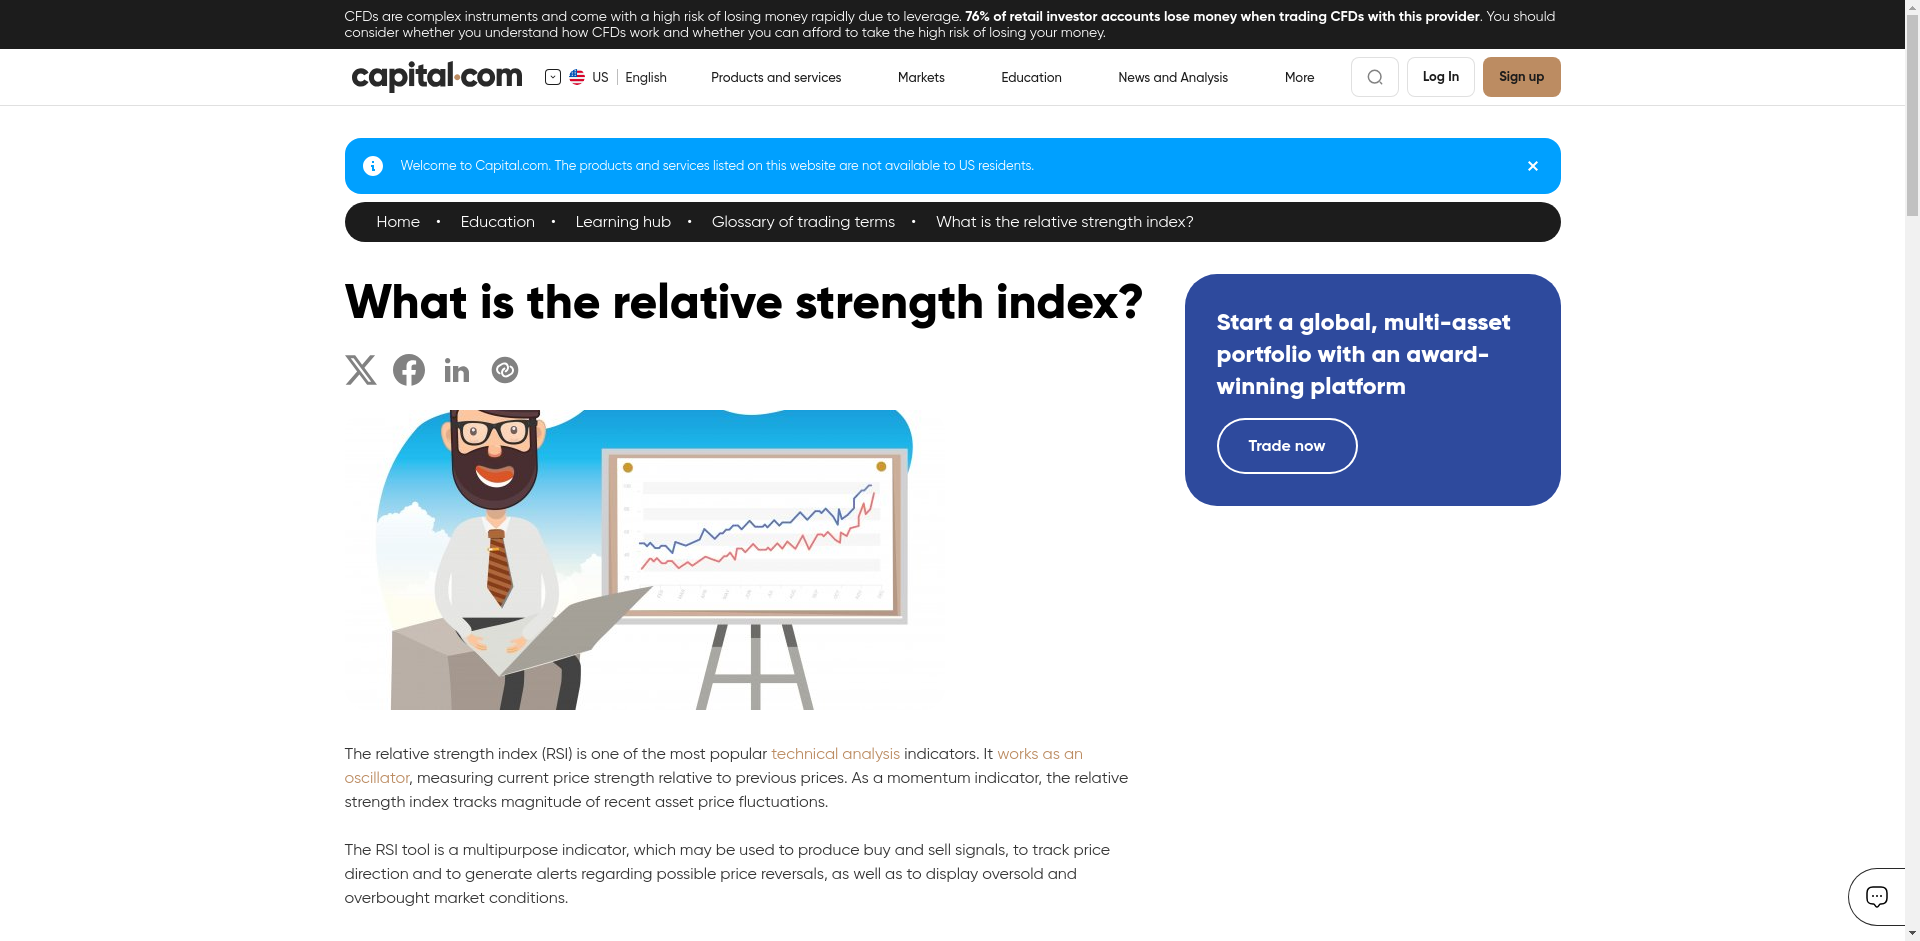 CFDs are complex instruments and come with a high risk of losing money rapidly due to leverage. 76% of retail investor accounts lose money when trading CFDs with this provider. You should
consider whether you understand how CFDs work and whether you can afford to take the high risk of losing your money.
capital.com
US
English
Products and services
Markets
Education
News and Analysis
More
Log In
Sign up
Welcome to Capital.com. The products and services listed on this website are not available to US residents.
Home • Education • Learning hub • Glossary of trading terms • What is the relative strength index?
What is the relative strength index?
Start a global, multi-asset
portfolio with an award-
winning platform
Trade now
The relative strength index (RSI) is one of the most popular technical analysis indicators. It works as an
oscillator, measuring current price strength relative to previous prices. As a momentum indicator, the relative
strength index tracks magnitude of recent asset price fluctuations.
The RSI tool is a multipurpose indicator, which may be used to produce buy and sell signals, to track price
direction and to generate alerts regarding possible price reversals, as well as to display oversold and
overbought market conditions.